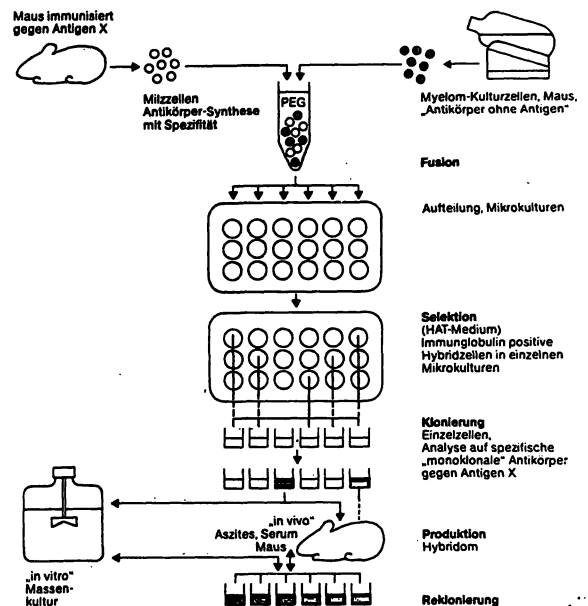 Maus immunisiert
gegen Antigen X
Milzzellen
Antikörper-Synthese
mit Spezifität
PEG
Myelom-Kulturzellen, Maus,
„Antikörper ohne Antigen"
Fusion
Aufteilung, Mikrokulturen
Selektion
(HAT-Medium)
Immunglobulin positive
Hybridzellen in einzelnen
Mikrokulturen
Klonierung
Einzelzellen,
Analyse auf spezifische
„monoklonale" Antikörper
gegen Antigen X
„in vivo"
Aszites, Serum
Maus
Produktion
Hybridom
„in vitro"
Massen-
kultur
Reklonierung